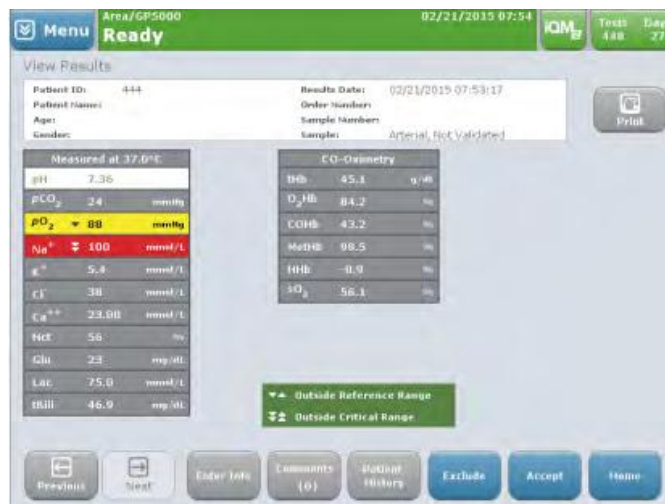 Menu
Area/GP5000
Ready
02/21/2015 07:54
iQM2
Tests
448
Day
27
View Results
Patient ID: 444
Patient Name:
Age:
Gender:
Results Date: 02/21/2015 07:53:17
Order Number:
Sample Number:
Sample: Arterial, Not Validated
Print
Measured at 37.0°C
pH 7.36
pCO2 24 mmHg
pO2 ▼ 88 mmHg
Na+ 100 mmol/L
K+ 5.4 mmol/L
Cl- 38 mmol/L
Ca++ 23.00 mmol/L
Hct 56 %
Glu 23 mg/dL
Lac 75.0 mmol/L
tBili 46.9 mg/dL
CO-Oximetry
tHb 45.1 g/dL
O2Hb 84.2 %
COHb 43.2 %
MetHb 98.5 %
HHb -0.9 %
sO2 56.1 %
▼▲ Outside Reference Range
Outside Critical Range
Previous
Next
Enter Info
Comments
(0)
Patient
History
Exclude
Accept
Home